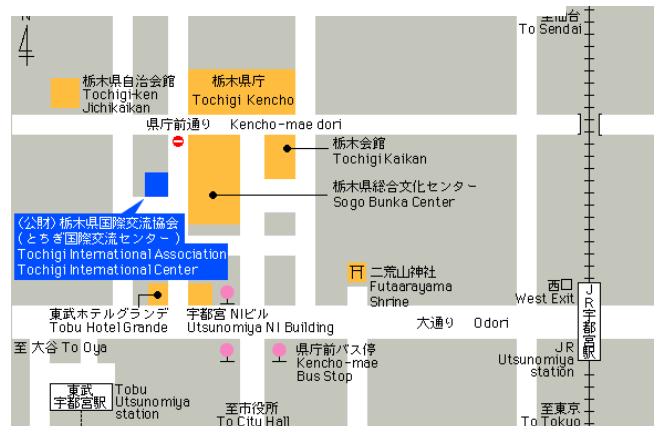 N
至仙台
To Sendai
栃木県自治会館
Tochigi-ken
Jichikaikan
栃木県庁
Tochigi Kencho
県庁前通り Kencho-mae dori
栃木会館
Tochigi Kaikan
栃木県総合文化センター
Sogo Bunka Center
(公財)栃木県国際交流協会
(とちぎ国際交流センター)
Tochigi International Association
Tochigi International Center
二荒山神社
Futaarayama
Shrine
西口
West Exit
JR宇都宮駅
東武ホテルグランデ
Tobu Hotel Grande
宇都宮 NIビル
Utsunomiya NI Building
大通り Odori
至 大谷 To Oya
県庁前バス停
Kencho-mae
Bus Stop
JR
Utsunomiya
station
東武
宇都宮駅
Tobu
Utsunomiya
station
至市役所
To City Hall
至東京
To Tokyo